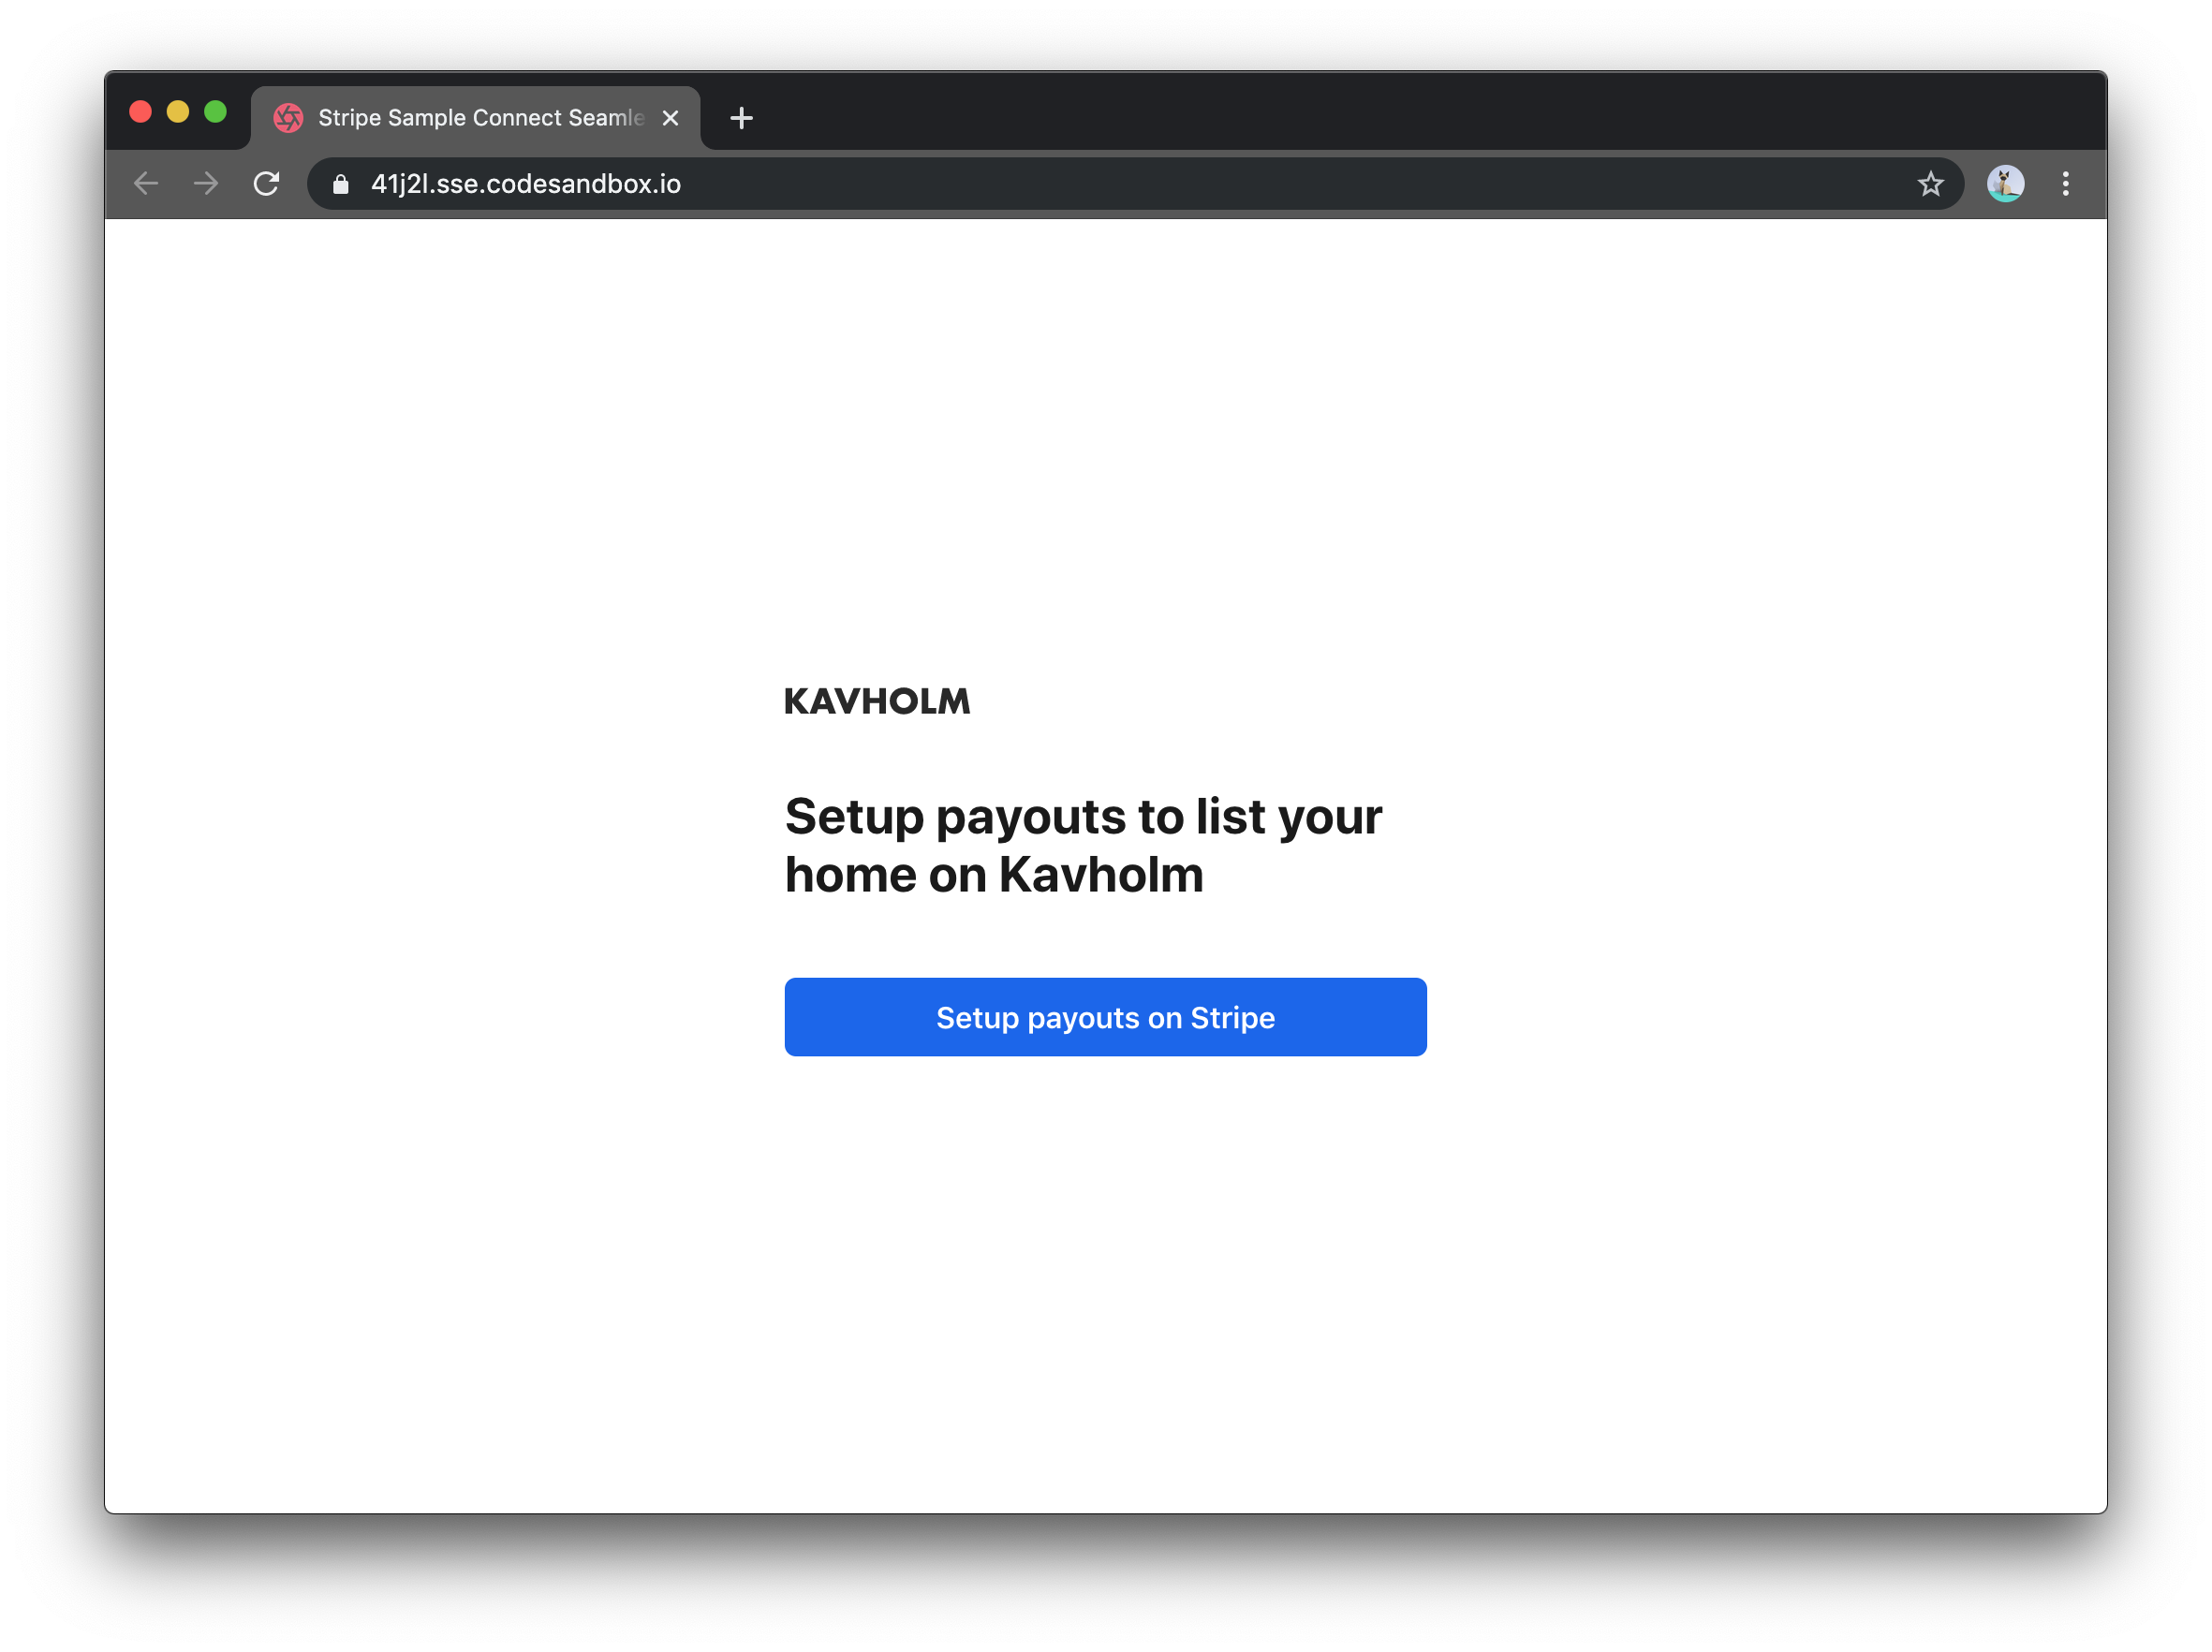 Stripe Sample Connect Seamle
41j2l.sse.codesandbox.io
KAVHOLM
Setup payouts to list your
home on Kavholm
Setup payouts on Stripe